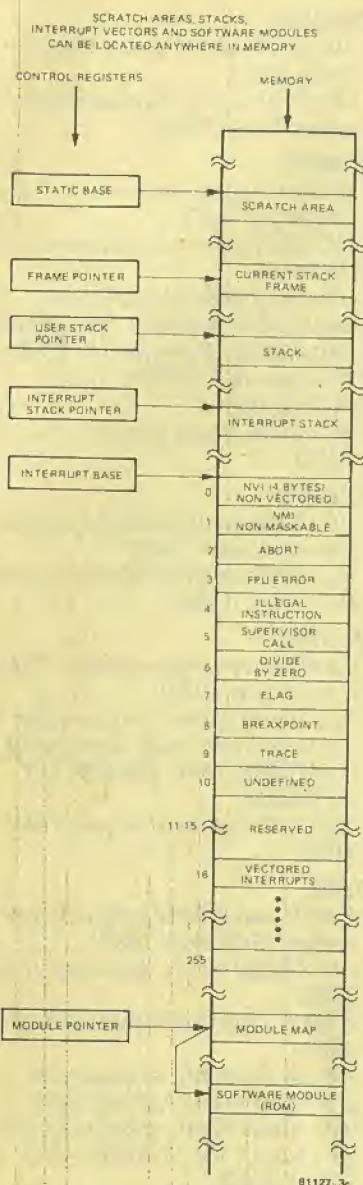 SCRATCH AREAS, STACKS,
INTERRUPT VECTORS AND SOFTWARE MODULES
CAN BE LOCATED ANYWHERE IN MEMORY
CONTROL REGISTERS
MEMORY
STATIC BASE
SCRATCH AREA
FRAME POINTER
CURRENT STACK
FRAME
USER STACK
POINTER
STACK
INTERRUPT
STACK POINTER
INTERRUPT STACK
INTERRUPT BASE
0 NVI (4 BYTES)
NON-VECTORED
1 NMI
NON-MASKABLE
2 ABORT
3 FPU ERROR
4 ILLEGAL
INSTRUCTION
5 SUPERVISOR
CALL
6 DIVIDE
BY ZERO
7 FLAG
8 BREAKPOINT
9 TRACE
10 UNDEFINED
11-15 RESERVED
16 VECTORED
INTERRUPTS
255
MODULE POINTER
MODULE MAP
SOFTWARE MODULE
(ROM)
81127-3c